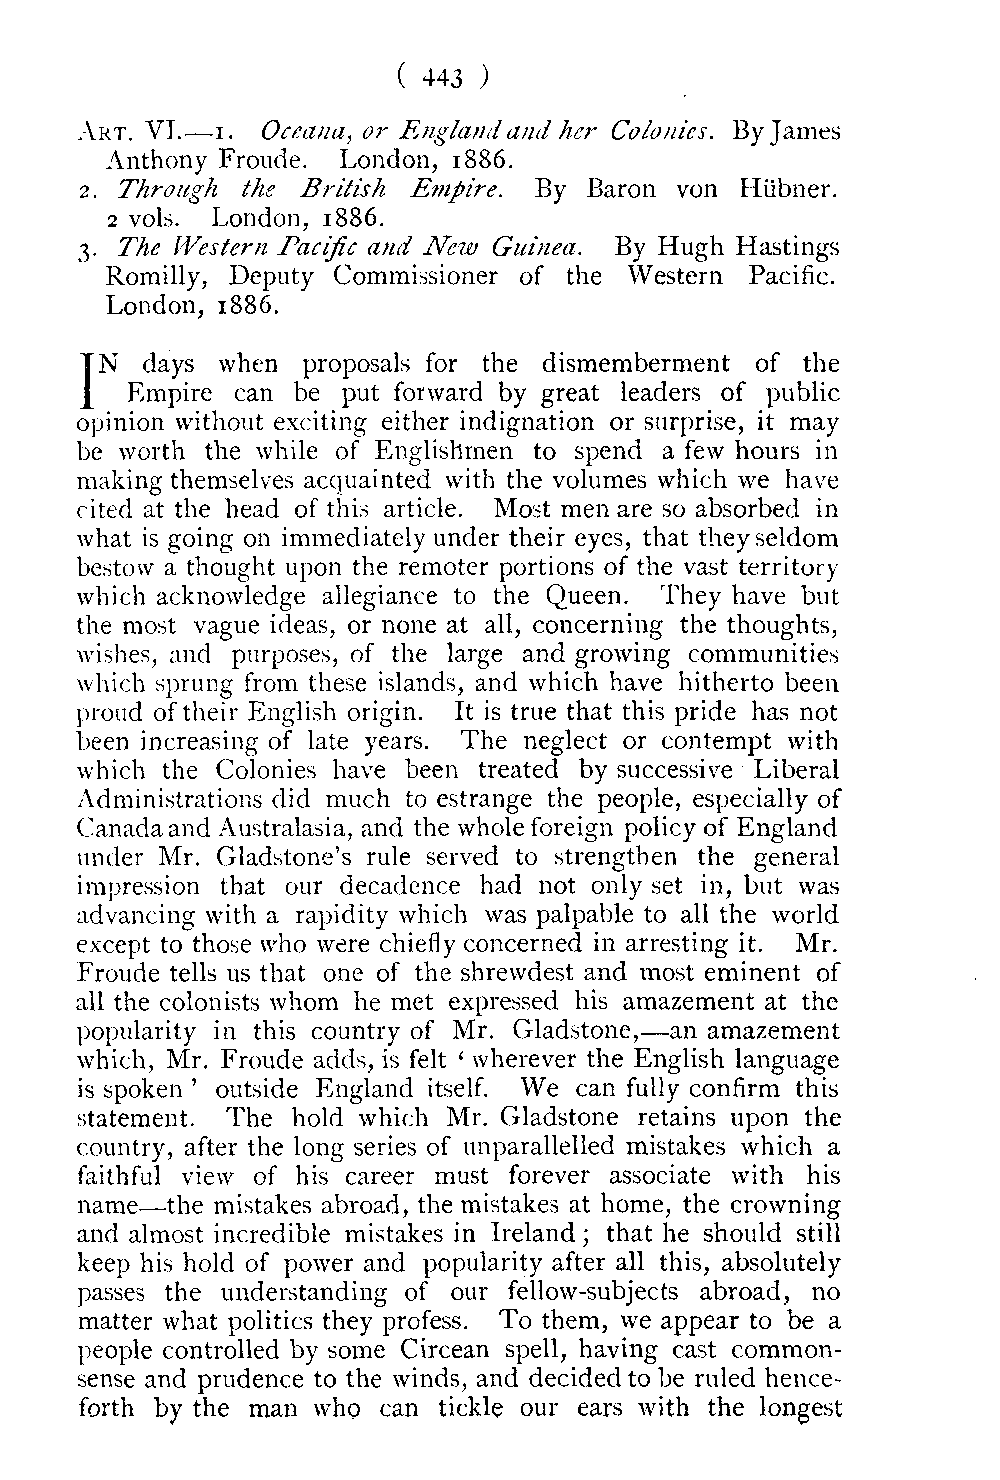 ( 443 )
ART. VI.—1. Oceana, or England and her Colonies. By James
Anthony Froude. London, 1886.
2. Through the British Empire. By Baron von Hübner.
2 vols. London, 1886.
3. The Western Pacific and New Guinea. By Hugh Hastings
Romilly, Deputy Commissioner of the Western Pacific.
London, 1886.
IN days when proposals for the dismemberment of the
Empire can be put forward by great leaders of public
opinion without exciting either indignation or surprise, it may
be worth the while of Englishmen to spend a few hours in
making themselves acquainted with the volumes which we have
cited at the head of this article. Most men are so absorbed in
what is going on immediately under their eyes, that they seldom
bestow a thought upon the remoter portions of the vast territory
which acknowledge allegiance to the Queen. They have but
the most vague ideas, or none at all, concerning the thoughts,
wishes, and purposes, of the large and growing communities
which sprung from these islands, and which have hitherto been
proud of their English origin. It is true that this pride has not
been increasing of late years. The neglect or contempt with
which the Colonies have been treated by successive Liberal
Administrations did much to estrange the people, especially of
Canada and Australasia, and the whole foreign policy of England
under Mr. Gladstone's rule served to strengthen the general
impression that our decadence had not only set in, but was
advancing with a rapidity which was palpable to all the world
except to those who were chiefly concerned in arresting it. Mr.
Froude tells us that one of the shrewdest and most eminent of
all the colonists whom he met expressed his amazement at the
popularity in this country of Mr. Gladstone,—an amazement
which, Mr. Froude adds, is felt ‘ wherever the English language
is spoken ’ outside England itself. We can fully confirm this
statement. The hold which Mr. Gladstone retains upon the
country, after the long series of unparallelled mistakes which a
faithful view of his career must forever associate with his
name—the mistakes abroad, the mistakes at home, the crowning
and almost incredible mistakes in Ireland; that he should still
keep his hold of power and popularity after all this, absolutely
passes the understanding of our fellow-subjects abroad, no
matter what politics they profess. To them, we appear to be a
people controlled by some Circean spell, having cast common-
sense and prudence to the winds, and decided to be ruled hence-
forth by the man who can tickle our ears with the longest